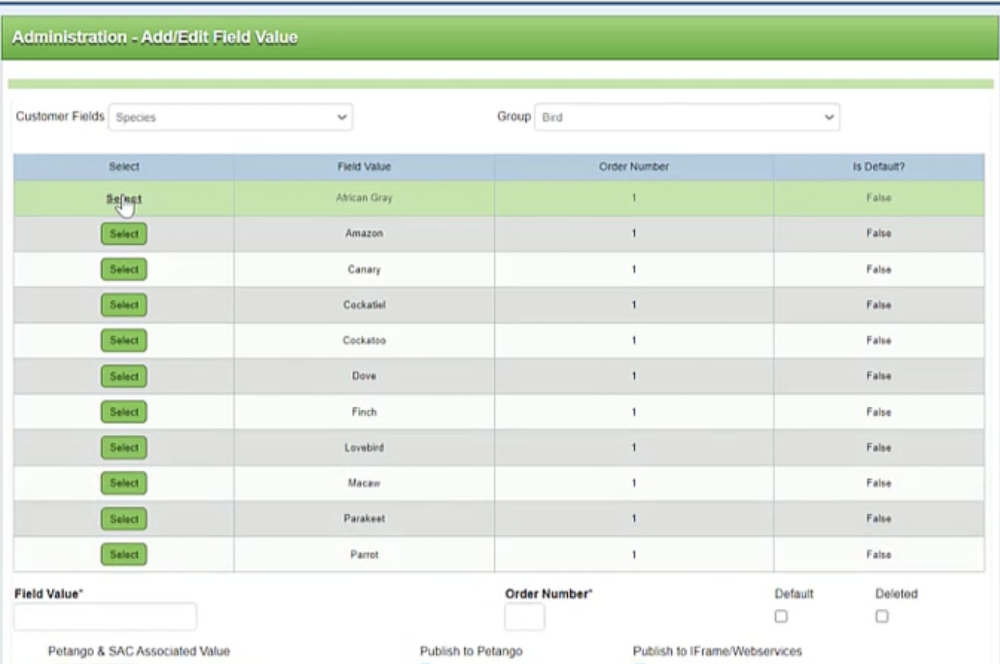 Administration - Add/Edit Field Value
Customer Fields Species Group Bird
Select Field Value Order Number Is Default?
Select African Gray 1 False
Select Amazon 1 False
Select Canary 1 False
Select Cockatiel 1 False
Select Cockatoo 1 False
Select Dove 1 False
Select Finch 1 False
Select Lovebird 1 False
Select Macaw 1 False
Select Parakeet 1 False
Select Parrot 1 False
Field Value* Order Number* Default Deleted
Petango & SAC Associated Value Publish to Petango Publish to IFrame/Webservices